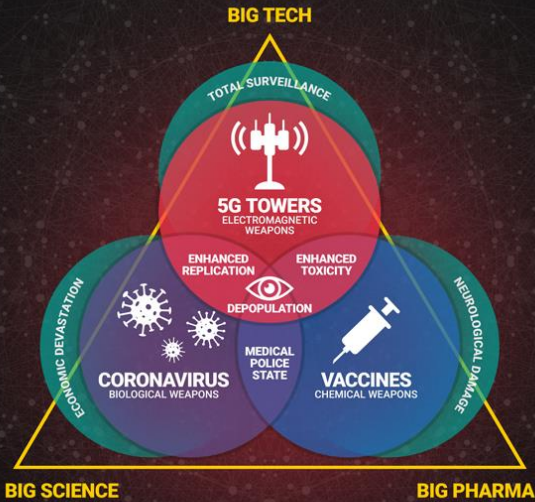 BIG TECH
TOTAL SURVEILLANCE
5G TOWERS
ELECTROMAGNETIC
WEAPONS
ENHANCED
REPLICATION
ENHANCED
TOXICITY
DEPOPULATION
ECONOMIC DEVASTATION
NEUROLOGICAL DAMAGE
MEDICAL
POLICE
STATE
CORONAVIRUS
BIOLOGICAL WEAPONS
VACCINES
CHEMICAL WEAPONS
BIG SCIENCE
BIG PHARMA